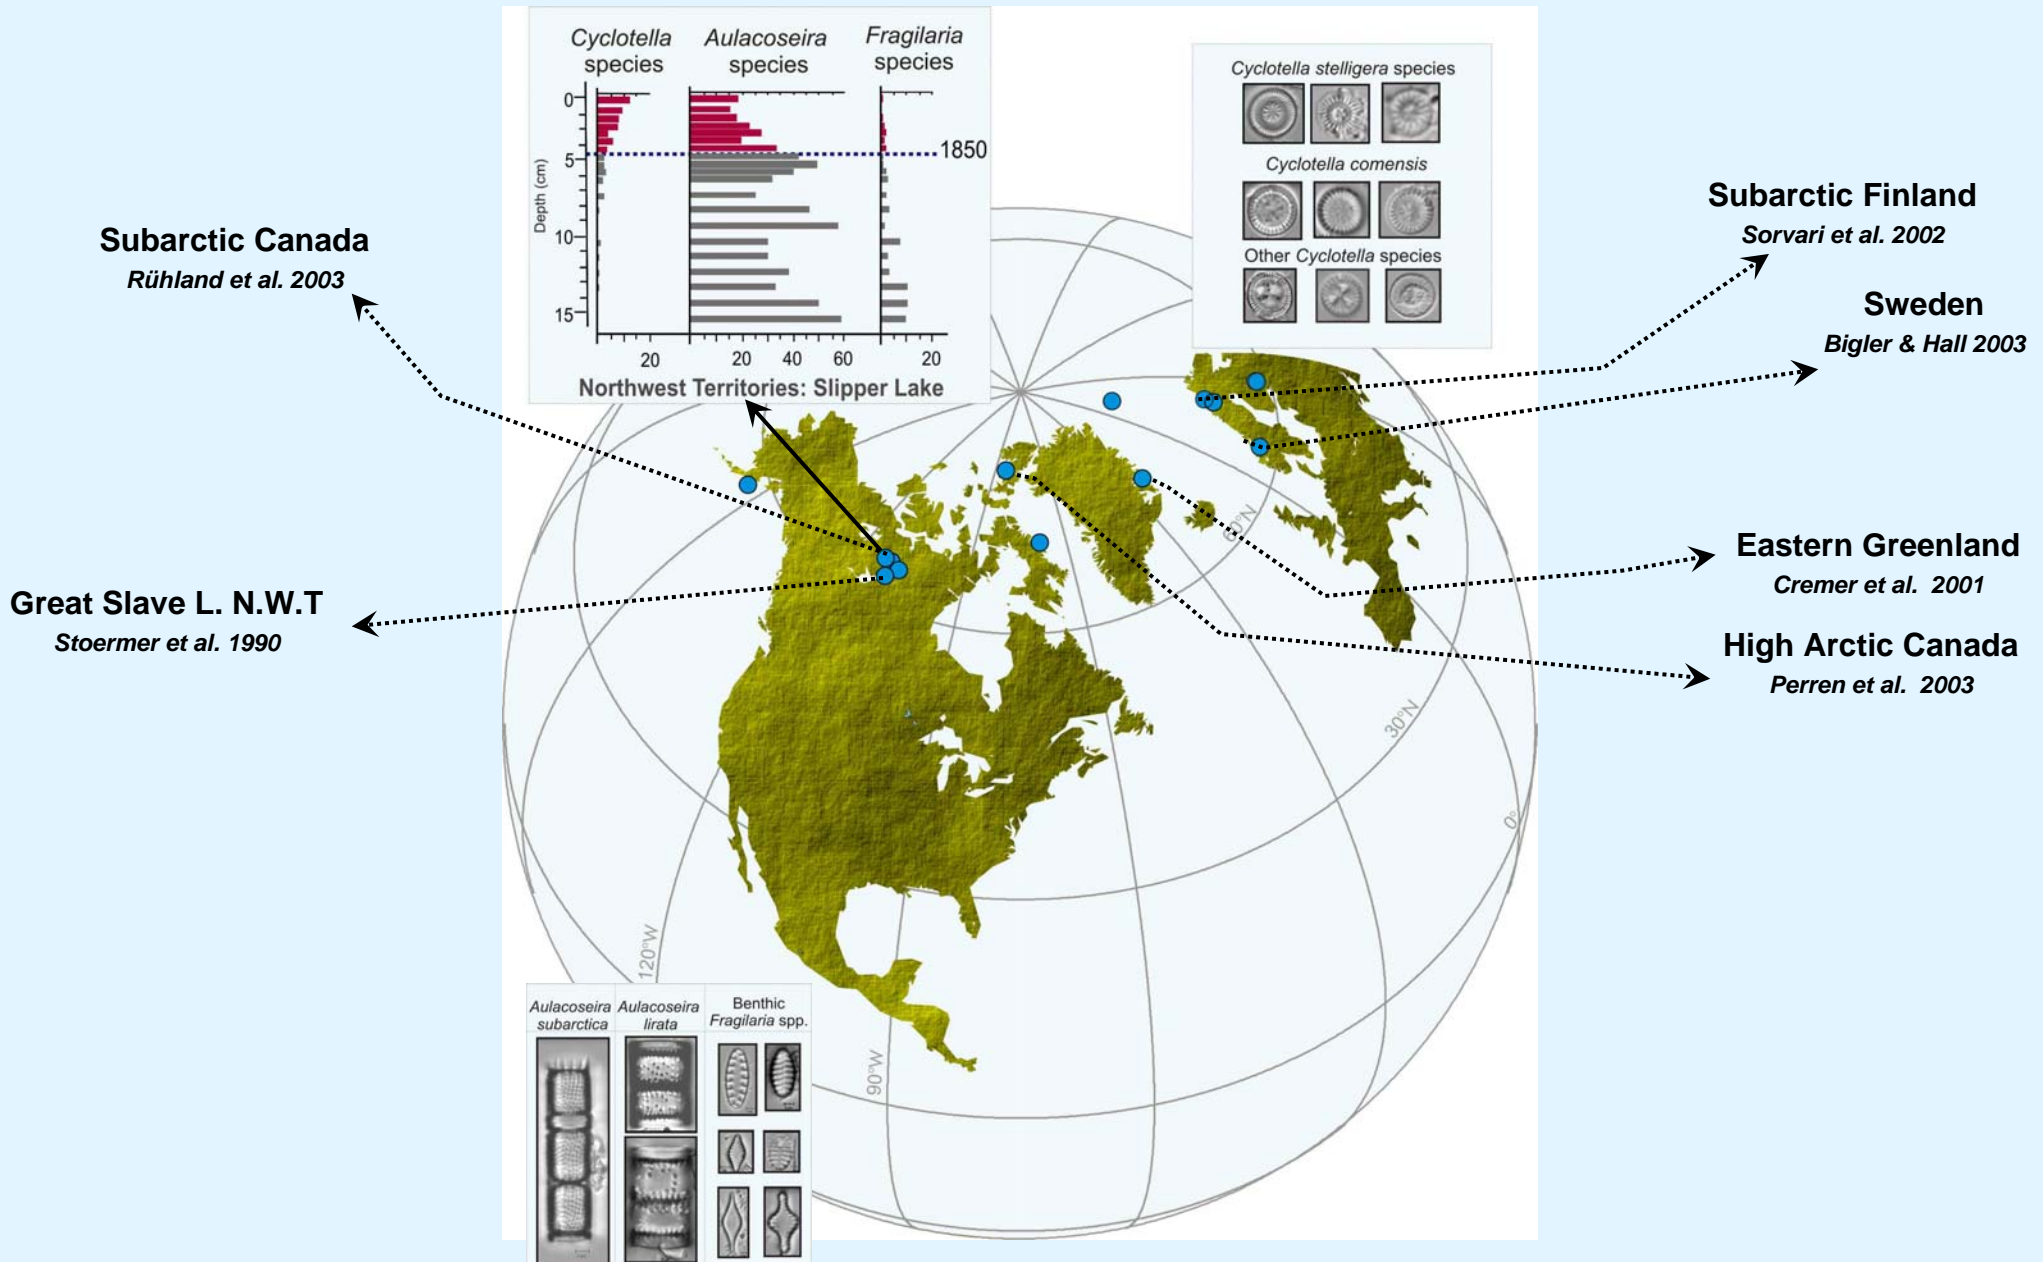 Cyclotella species
Aulacoseira species
Fragilaria species
0
5
10
15
Depth (cm)
1850
20
20 40 60
20
Northwest Territories: Slipper Lake
Cyclotella stelligera species
Cyclotella comensis
Other Cyclotella species
Subarctic Canada
Rühland et al. 2003
Great Slave L. N.W.T
Stoermer et al. 1990
Subarctic Finland
Sorvari et al. 2002
Sweden
Bigler & Hall 2003
Eastern Greenland
Cremer et al. 2001
High Arctic Canada
Perren et al. 2003
60°N
30°N
0°
120°W
90°W
Aulacoseira
subarctica
Aulacoseira
lirata
Benthic
Fragilaria spp.